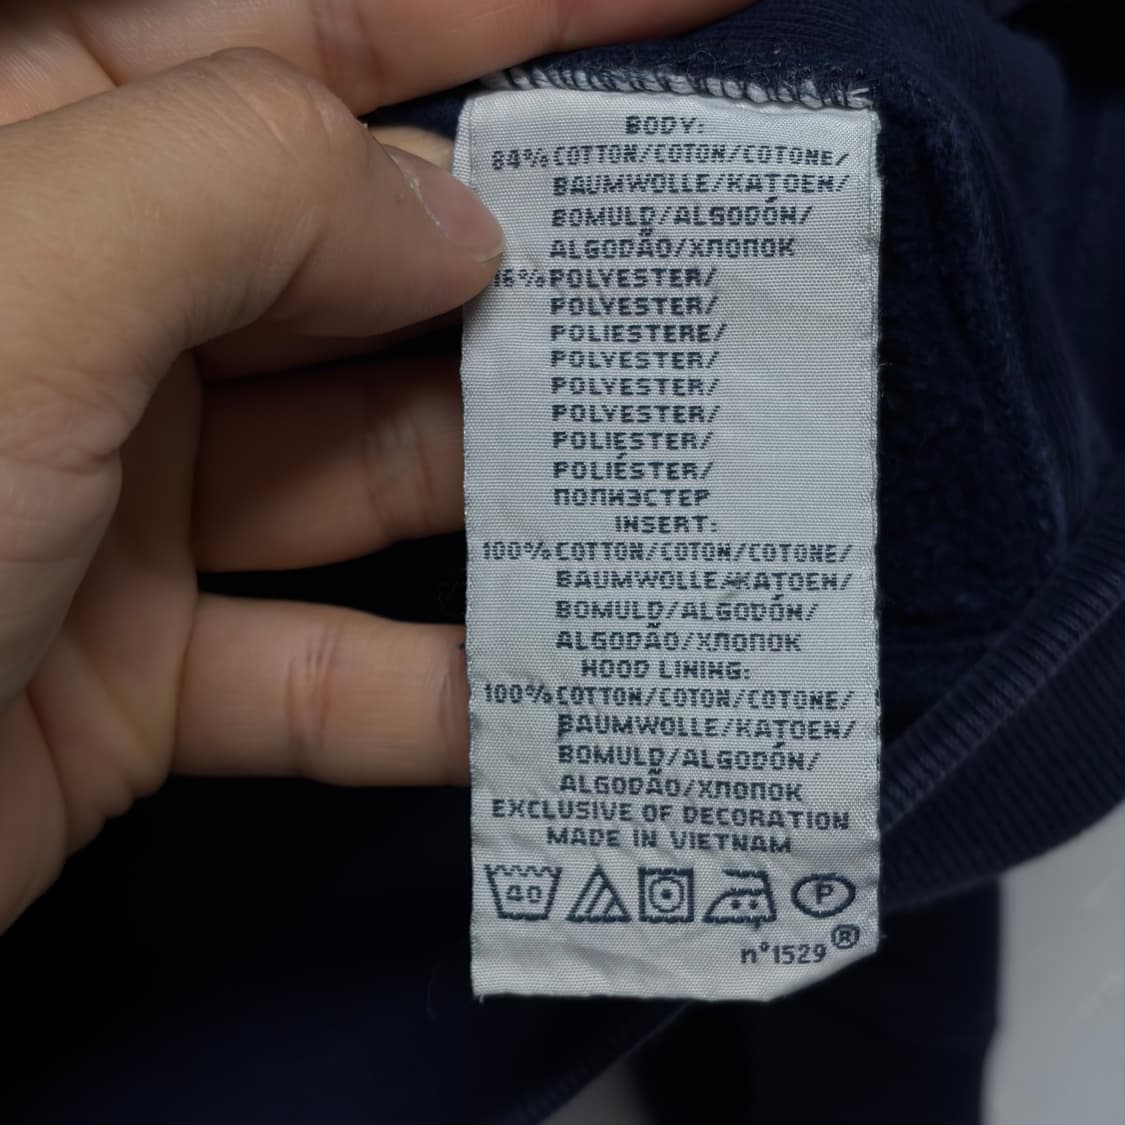 BODY:
84% COTTON/COTON/COTONE/
BAUMWOLLE/KATOEN/
BOMULD/ALGODÓN/
ALGODÃO/ХЛОПОК
16% POLYESTER/
POLYESTER/
POLIESTERE/
POLYESTER/
POLYESTER/
POLYESTER/
POLIESTER/
POLIÉSTER/
ПОЛИЭСТЕР
INSERT:
100% COTTON/COTON/COTONE/
BAUMWOLLE/KATOEN/
BOMULD/ALGODÓN/
ALGODÃO/ХЛОПОК
HOOD LINING:
100% COTTON/COTON/COTONE/
BAUMWOLLE/KATOEN/
BOMULD/ALGODÓN/
ALGODÃO/ХЛОПОК
EXCLUSIVE OF DECORATION
MADE IN VIETNAM
40 P
n°1529 ®